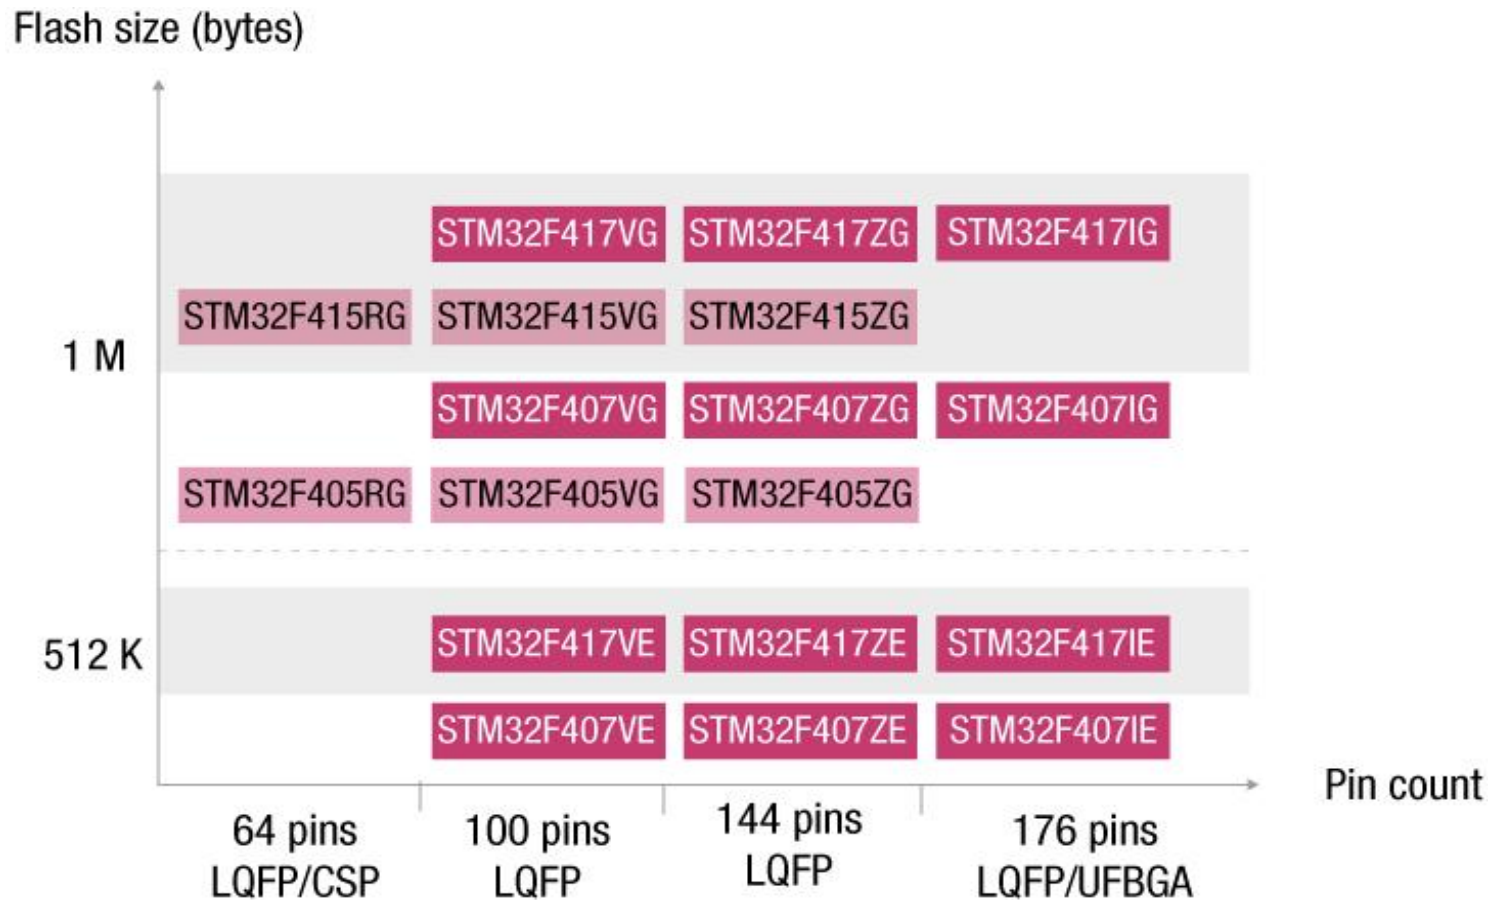 Flash size (bytes)
STM32F417VG STM32F417ZG STM32F417IG
STM32F415RG STM32F415VG STM32F415ZG
1 M
STM32F407VG STM32F407ZG STM32F407IG
STM32F405RG STM32F405VG STM32F405ZG
STM32F417VE STM32F417ZE STM32F417IE
512 K
STM32F407VE STM32F407ZE STM32F407IE
Pin count
64 pins 100 pins 144 pins 176 pins
LQFP/CSP LQFP LQFP LQFP/UFBGA